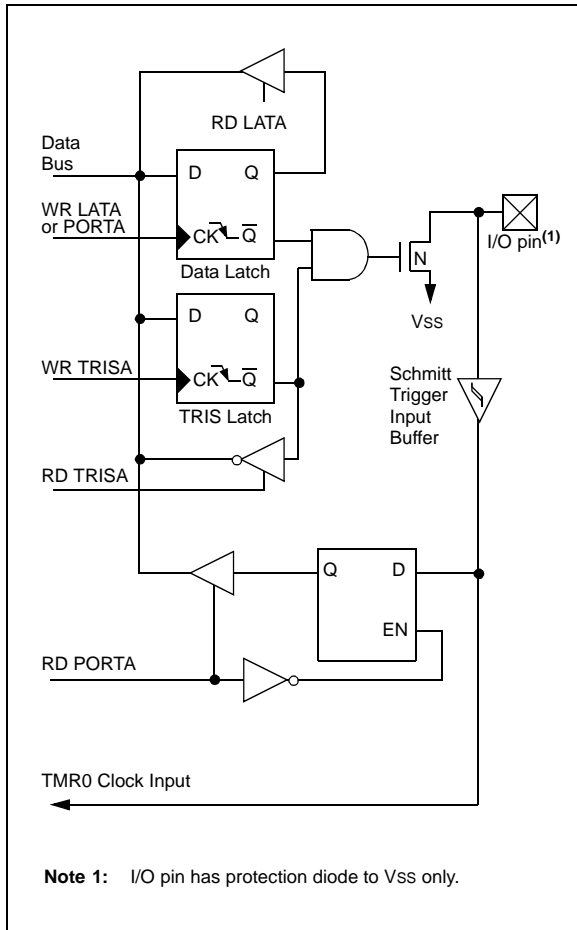 RD LATA
Data
Bus
D Q
WR LATA
or PORTA
CK Q
Data Latch
I/O pin(1)
N
VSS
D Q
WR TRISA
CK Q
TRIS Latch
Schmitt
Trigger
Input
Buffer
RD TRISA
Q D
EN
RD PORTA
TMR0 Clock Input
Note 1: I/O pin has protection diode to VSS only.